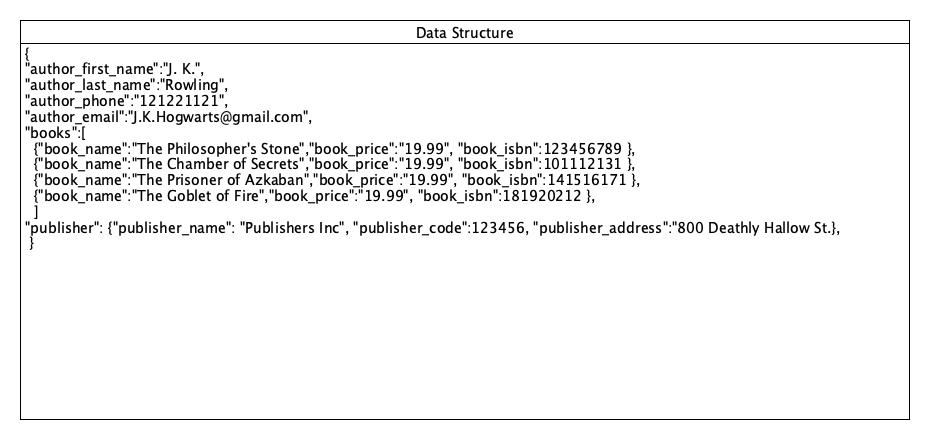 Data Structure
{
"author_first_name":"J. K.",
"author_last_name":"Rowling",
"author_phone":"121221121",
"author_email":"J.K.Hogwarts@gmail.com",
"books":[
{"book_name":"The Philosopher's Stone","book_price":"19.99", "book_isbn":123456789 },
{"book_name":"The Chamber of Secrets","book_price":"19.99", "book_isbn":101112131 },
{"book_name":"The Prisoner of Azkaban","book_price":"19.99", "book_isbn":141516171 },
{"book_name":"The Goblet of Fire","book_price":"19.99", "book_isbn":181920212 },
]
"publisher": {"publisher_name": "Publishers Inc", "publisher_code":123456, "publisher_address":"800 Deathly Hallow St.},
}